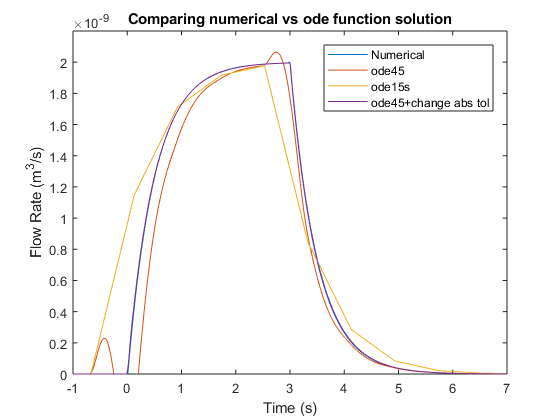 Comparing numerical vs ode function solution
×10⁻⁹
2
1.8
1.6
1.4
1.2
1
0.8
0.6
0.4
0.2
0
Flow Rate (m³/s)
Numerical
ode45
ode15s
ode45+change abs tol
-1 0 1 2 3 4 5 6 7
Time (s)